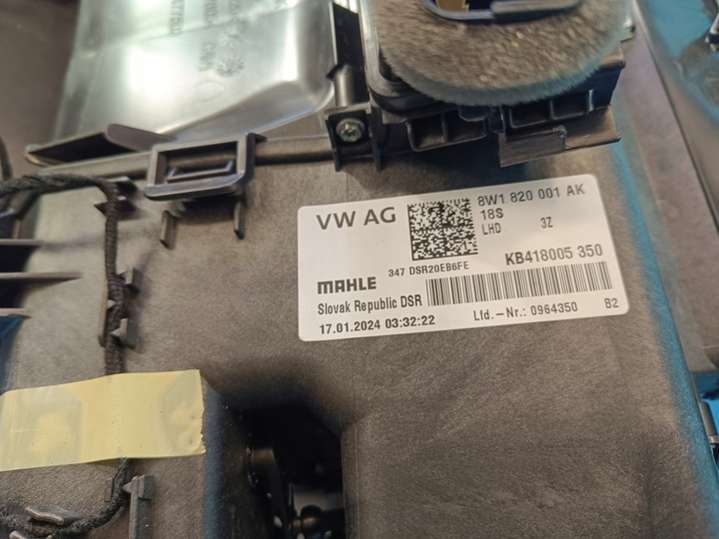 VW AG
8W1 820 001 AK
18S
LHD 3Z
347 DSR20EB6FE
KB418005 350
MAHLE
Slovak Republic DSR
17.01.2024 03:32:22
Lfd.-Nr.: 0964350 B2